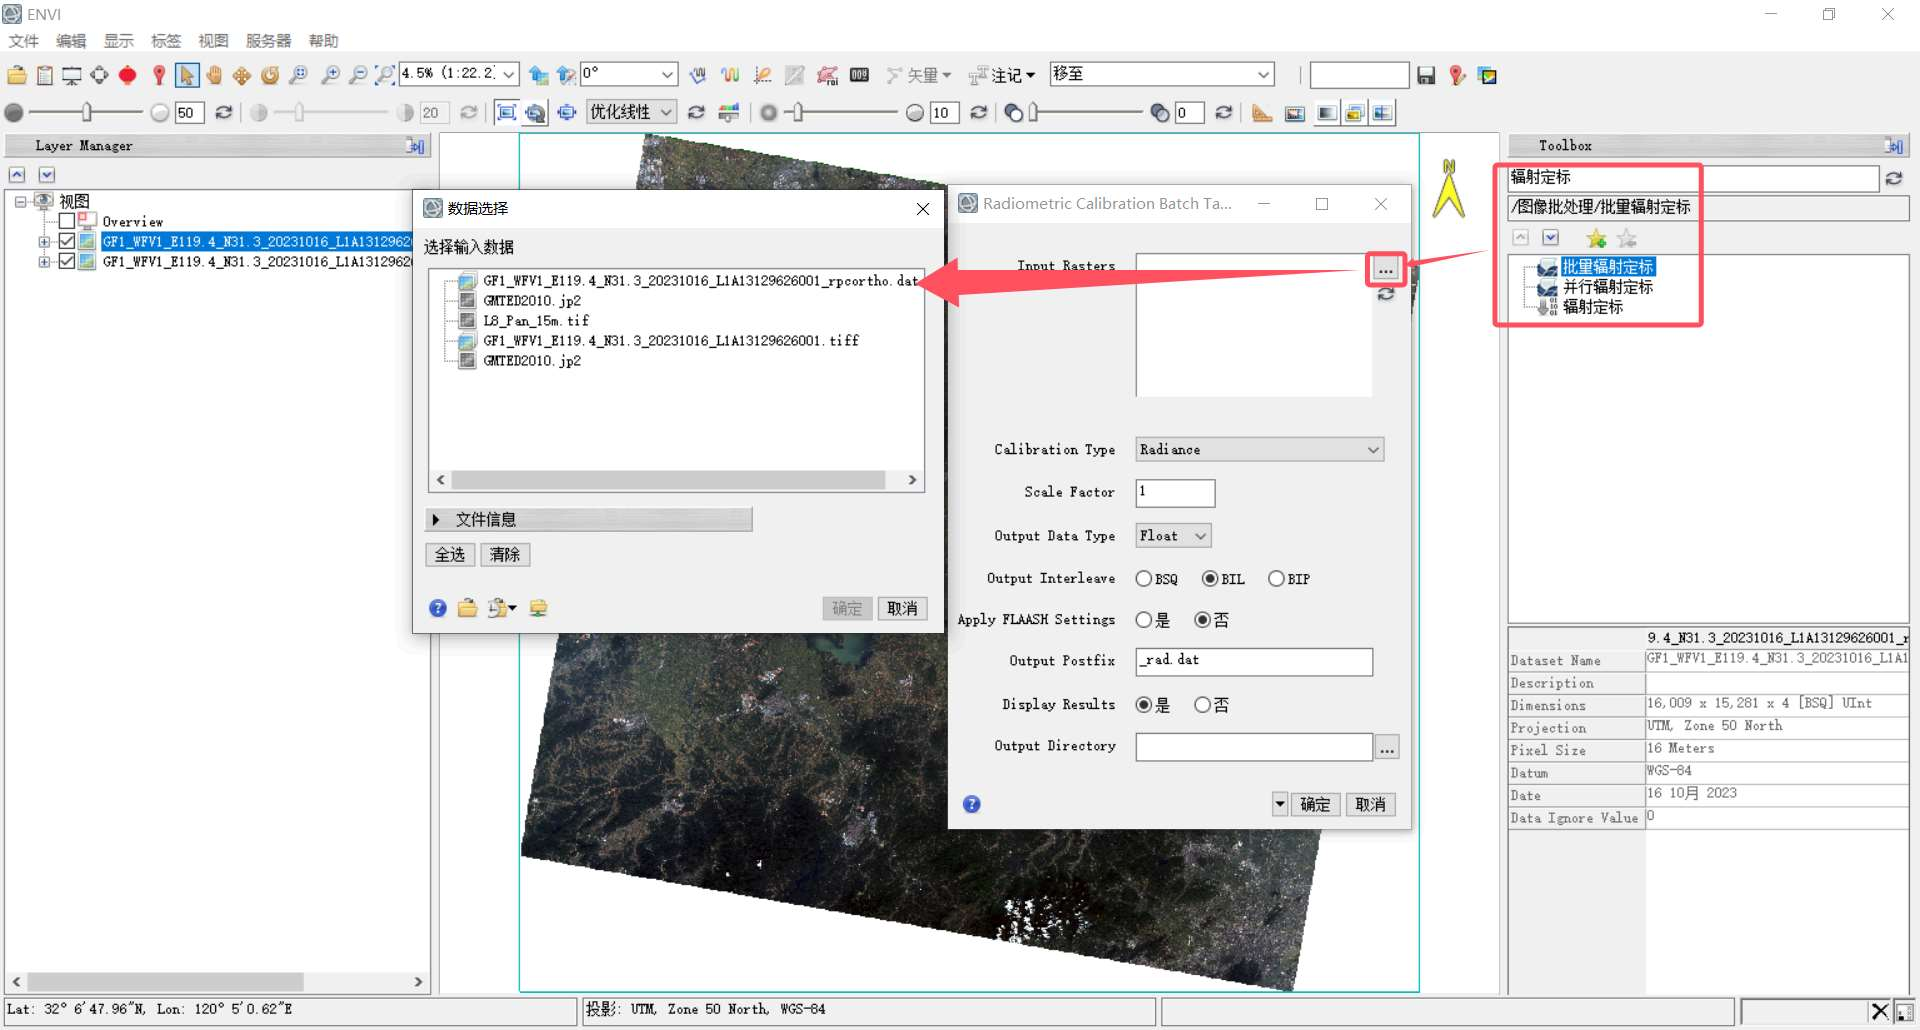 ENVI
文件 编辑 显示 标签 视图 服务器 帮助
4.5% (1:22.2 0° 矢量 注记 移至
50 20 优化线性 10 0
Layer Manager
视图
Overview
GF1_WFV1_E119.4_N31.3_20231016_L1A1312962
GF1_WFV1_E119.4_N31.3_20231016_L1A1312962
数据选择
选择输入数据
GF1_WFV1_E119.4_N31.3_20231016_L1A13129626001_rpcortho.dat
GMTED2010.jp2
L8_Pan_15m.tif
GF1_WFV1_E119.4_N31.3_20231016_L1A13129626001.tiff
GMTED2010.jp2
文件信息
全选 清除
确定 取消
Radiometric Calibration Batch Ta...
Input Rasters ...
Calibration Type Radiance
Scale Factor 1
Output Data Type Float
Output Interleave BSQ BIL BIP
Apply FLAASH Settings 是 否
Output Postfix _rad.dat
Display Results 是 否
Output Directory ...
确定 取消
N
Toolbox
辐射定标
/图像批处理/批量辐射定标
批量辐射定标
并行辐射定标
辐射定标
9.4_N31.3_20231016_L1A13129626001_r
Dataset Name GF1_WFV1_E119.4_N31.3_20231016_L1A1
Description
Dimensions 16,009 x 15,281 x 4 [BSQ] UInt
Projection UTM, Zone 50 North
Pixel Size 16 Meters
Datum WGS-84
Date 16 10月 2023
Data Ignore Value 0
Lat: 32° 6'47.96"N, Lon: 120° 5'0.62"E
投影: UTM, Zone 50 North, WGS-84